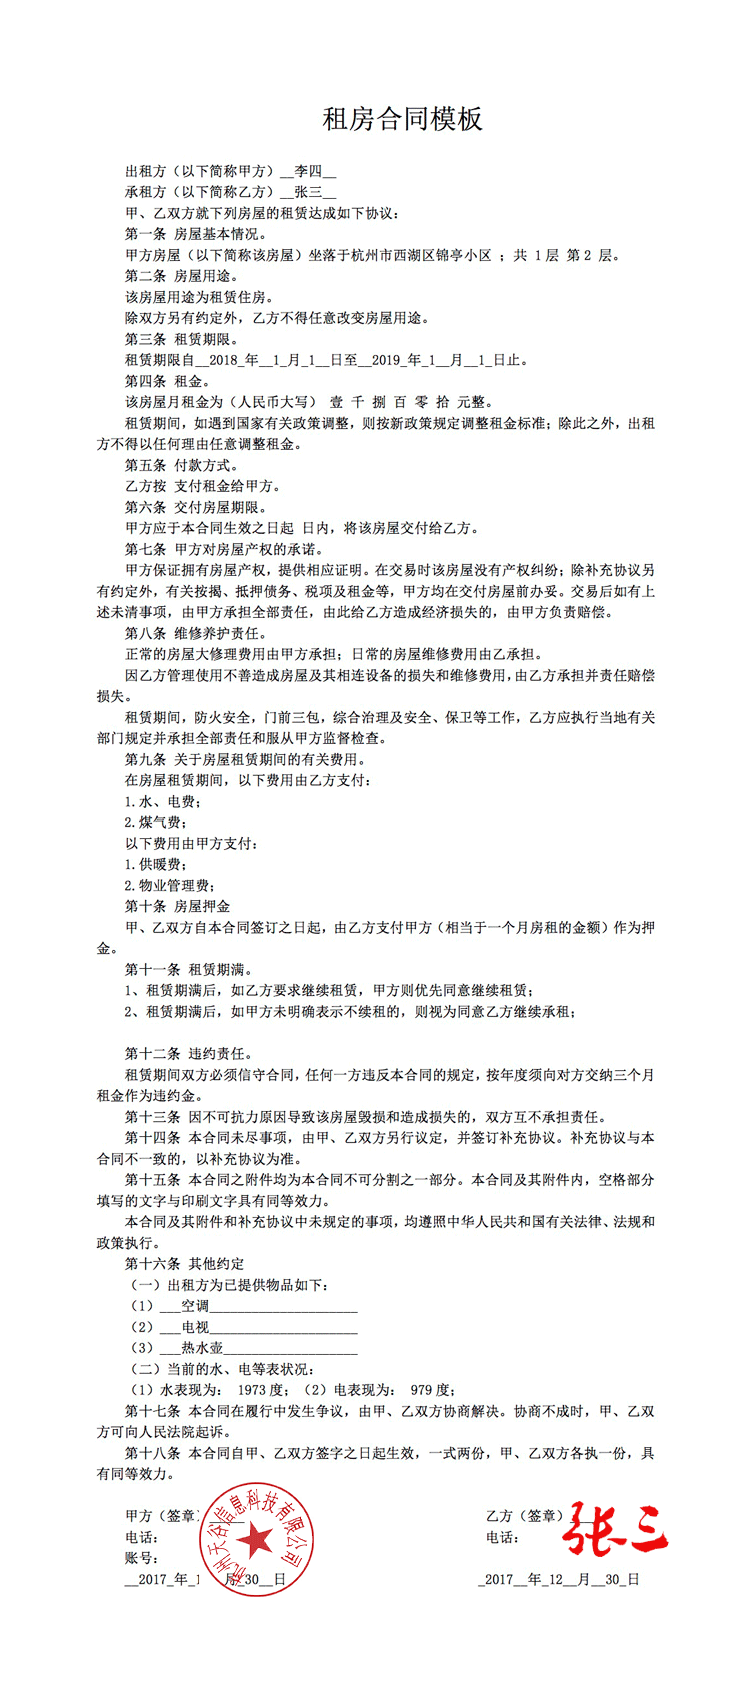 租房合同模板
出租方（以下简称甲方）__李四__
承租方（以下简称乙方）__张三__
甲、乙双方就下列房屋的租赁达成如下协议：
第一条 房屋基本情况。
甲方房屋（以下简称该房屋）坐落于杭州市西湖区锦亭小区 ；共 1层 第2 层。
第二条 房屋用途。
该房屋用途为租赁住房。
除双方另有约定外，乙方不得任意改变房屋用途。
第三条 租赁期限。
租赁期限自__2018_年__1_月_1__日至__2019_年_1__月__1_日止。
第四条 租金。
该房屋月租金为（人民币大写） 壹 千 捌 百 零 拾 元整。
租赁期间，如遇到国家有关政策调整，则按新政策规定调整租金标准；除此之外，出租
方不得以任何理由任意调整租金。
第五条 付款方式。
乙方按 支付租金给甲方。
第六条 交付房屋期限。
甲方应于本合同生效之日起 日内，将该房屋交付给乙方。
第七条 甲方对房屋产权的承诺。
甲方保证拥有房屋产权，提供相应证明。在交易时该房屋没有产权纠纷；除补充协议另
有约定外，有关按揭、抵押债务、税项及租金等，甲方均在交付房屋前办妥。交易后如有上
述未清事项，由甲方承担全部责任，由此给乙方造成经济损失的，由甲方负责赔偿。
第八条 维修养护责任。
正常的房屋大修理费用由甲方承担；日常的房屋维修费用由乙承担。
因乙方管理使用不善造成房屋及其相连设备的损失和维修费用，由乙方承担并责任赔偿
损失。
租赁期间，防火安全，门前三包，综合治理及安全、保卫等工作，乙方应执行当地有关
部门规定并承担全部责任和服从甲方监督检查。
第九条 关于房屋租赁期间的有关费用。
在房屋租赁期间，以下费用由乙方支付：
1.水、电费；
2.煤气费；
以下费用由甲方支付：
1.供暖费；
2.物业管理费；
第十条 房屋押金
甲、乙双方自本合同签订之日起，由乙方支付甲方（相当于一个月房租的金额）作为押
金。
第十一条 租赁期满。
1、租赁期满后，如乙方要求继续租赁，甲方则优先同意继续租赁；
2、租赁期满后，如甲方未明确表示不续租的，则视为同意乙方继续承租；
第十二条 违约责任。
租赁期间双方必须信守合同，任何一方违反本合同的规定，按年度须向对方交纳三个月
租金作为违约金。
第十三条 因不可抗力原因导致该房屋毁损和造成损失的，双方互不承担责任。
第十四条 本合同未尽事项，由甲、乙双方另行议定，并签订补充协议。补充协议与本
合同不一致的，以补充协议为准。
第十五条 本合同之附件均为本合同不可分割之一部分。本合同及其附件内，空格部分
填写的文字与印刷文字具有同等效力。
本合同及其附件和补充协议中未规定的事项，均遵照中华人民共和国有关法律、法规和
政策执行。
第十六条 其他约定
（一）出租方为已提供物品如下：
（1）___空调_____________________
（2）___电视_____________________
（3）___热水壶___________________
（二）当前的水、电等表状况：
（1）水表现为： 1973度；（2）电表现为： 979度；
第十七条 本合同在履行中发生争议，由甲、乙双方协商解决。协商不成时，甲、乙双
方可向人民法院起诉。
第十八条 本合同自甲、乙双方签字之日起生效，一式两份，甲、乙双方各执一份，具
有同等效力。
甲方（签章） 乙方（签章） 张三
杭州天谷信息科技有限公司
电话： 电话：
账号：
__2017_年_1 月_30__日 _2017__年_12__月__30_日